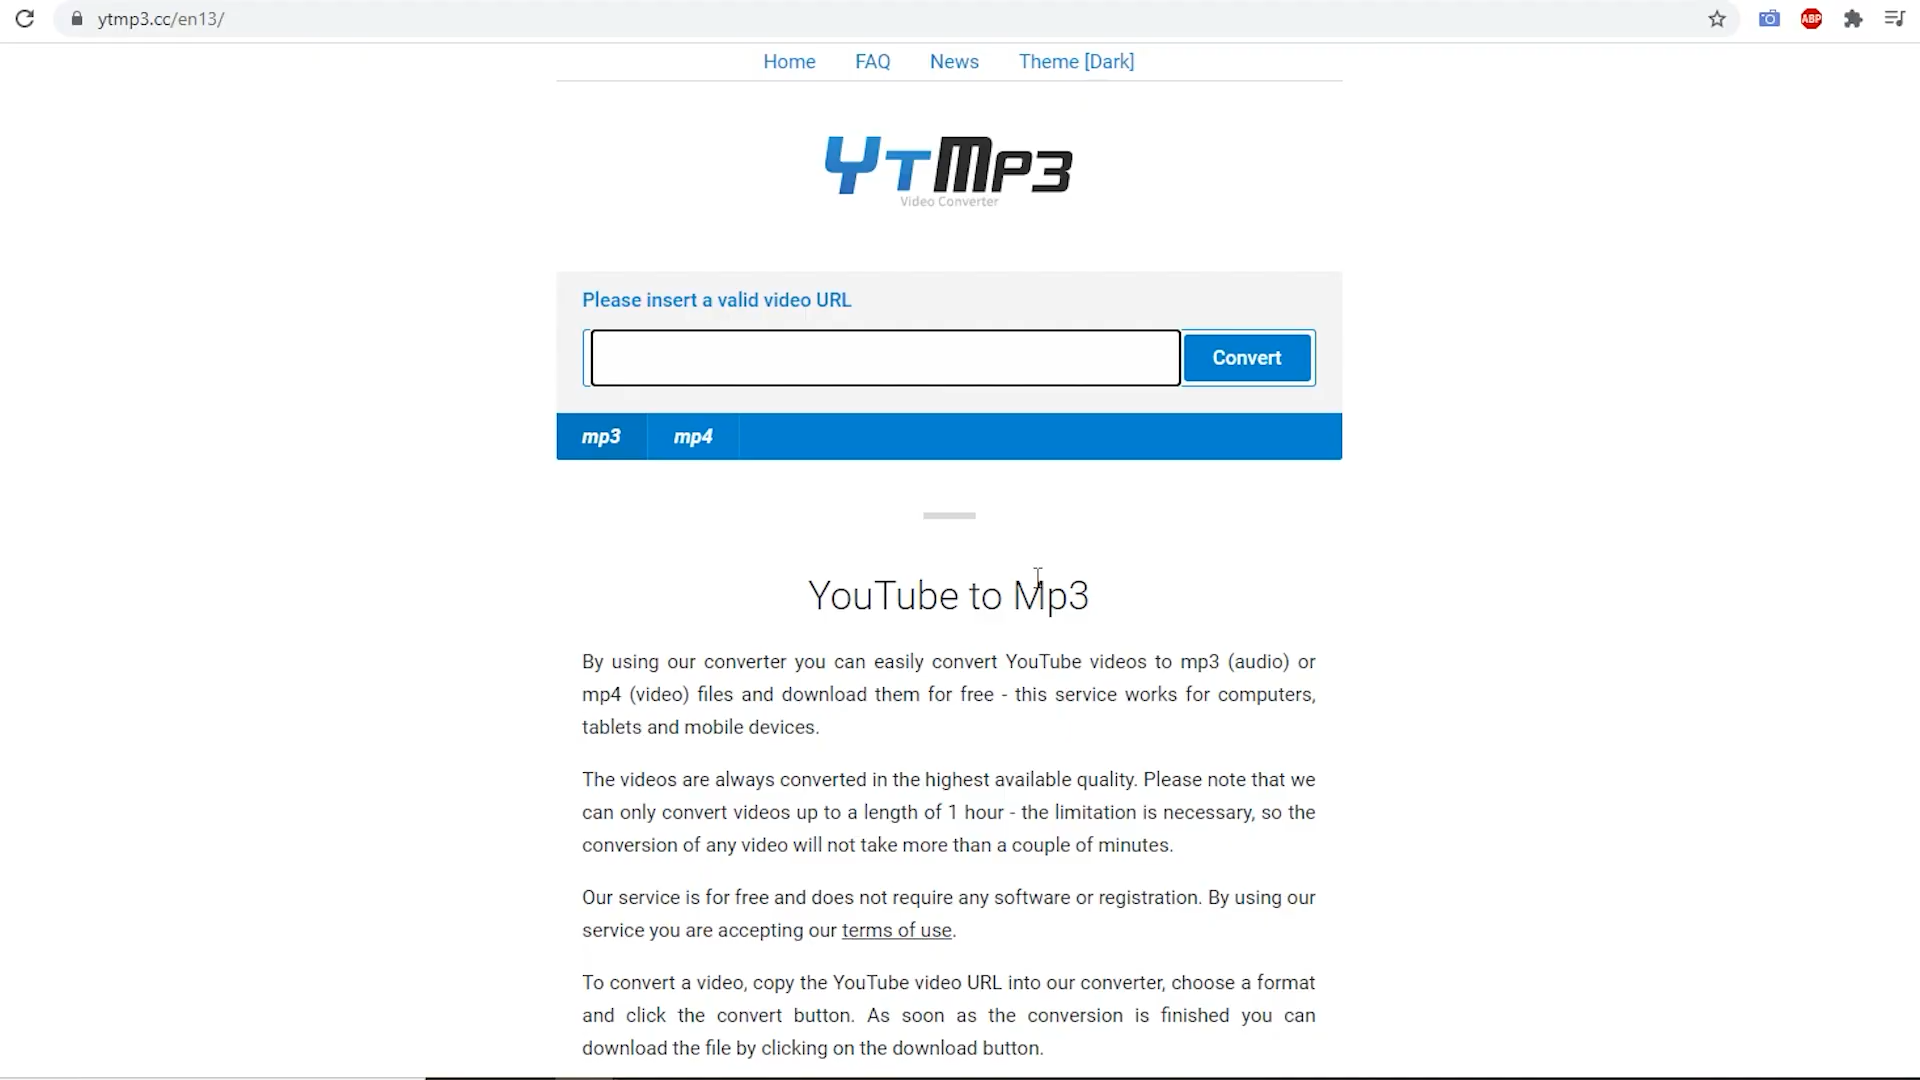 ytmp3.cc/en13/
ABP
Home FAQ News Theme [Dark]
YTMP3
Video Converter
Please insert a valid video URL
Convert
mp3 mp4
YouTube to Mp3
By using our converter you can easily convert YouTube videos to mp3 (audio) or
mp4 (video) files and download them for free - this service works for computers,
tablets and mobile devices.
The videos are always converted in the highest available quality. Please note that we
can only convert videos up to a length of 1 hour - the limitation is necessary, so the
conversion of any video will not take more than a couple of minutes.
Our service is for free and does not require any software or registration. By using our
service you are accepting our terms of use.
To convert a video, copy the YouTube video URL into our converter, choose a format
and click the convert button. As soon as the conversion is finished you can
download the file by clicking on the download button.